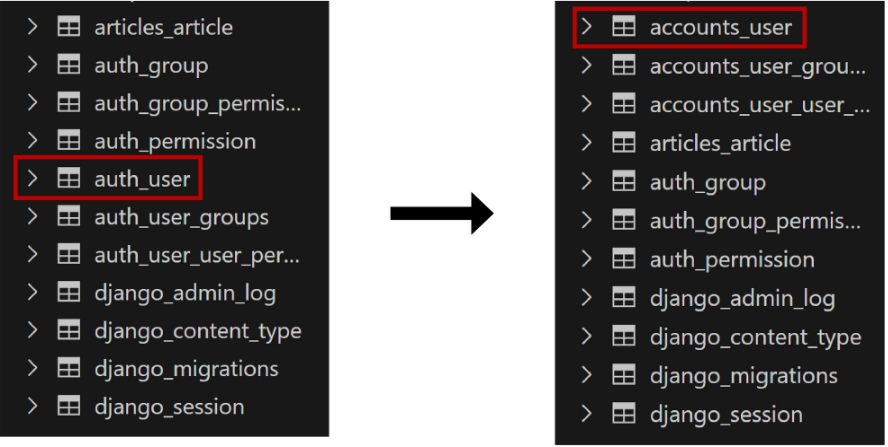 articles_article
auth_group
auth_group_permis...
auth_permission
auth_user
auth_user_groups
auth_user_user_per...
django_admin_log
django_content_type
django_migrations
django_session
accounts_user
accounts_user_grou...
accounts_user_user_...
articles_article
auth_group
auth_group_permis...
auth_permission
django_admin_log
django_content_type
django_migrations
django_session